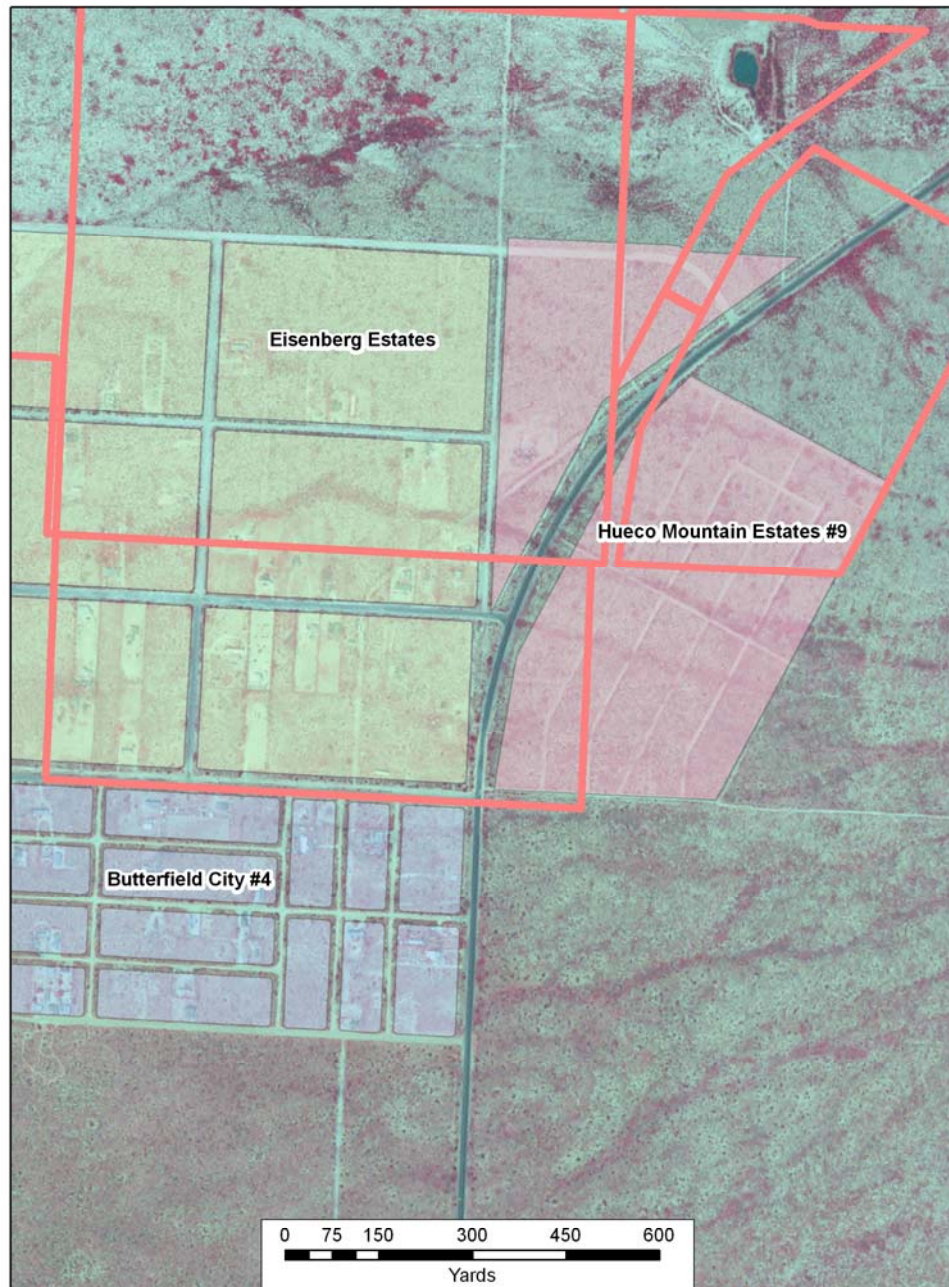 Eisenberg Estates
Hueco Mountain Estates #9
Butterfield City #4
0 75 150 300 450 600
Yards